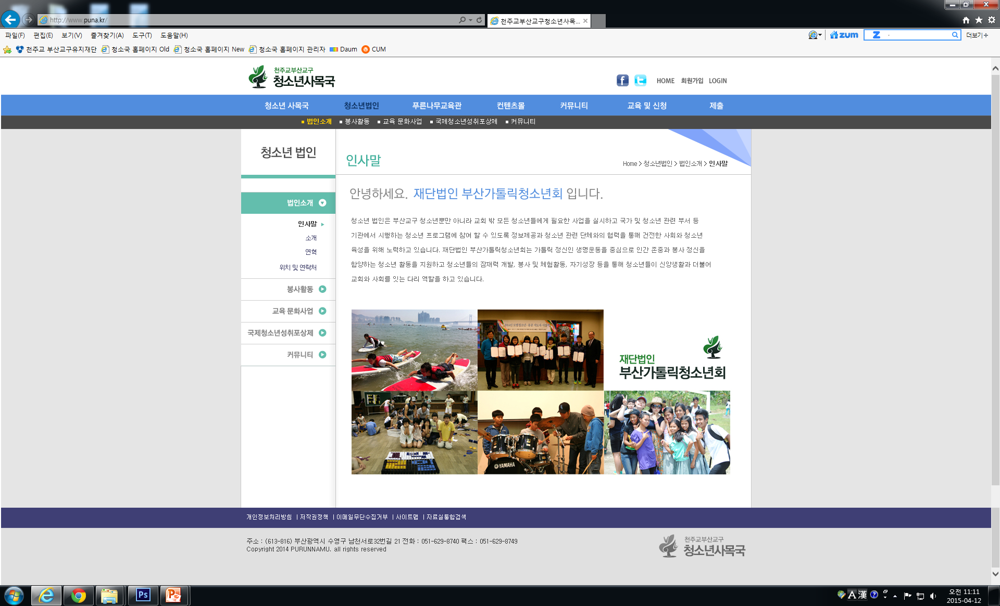 http://www.puna.kr/
천주교부산교구청소년사목...
파일(F) 편집(E) 보기(V) 즐겨찾기(A) 도구(T) 도움말(H)
zum
Z
더보기+
천주교 부산교구유지재단 청소국 홈페이지 Old 청소국 홈페이지 New 청소국 홈페이지 관리자 Daum CUM
천주교부산교구
청소년사목국
f t HOME 회원가입 LOGIN
청소년 사목국 청소년법인 푸른나무교육관 컨텐츠몰 커뮤니티 교육 및 신청 제출
법인소개 봉사활동 교육 문화사업 국제청소년성취포상제 커뮤니티
청소년 법인
인사말
Home > 청소년법인 > 법인소개 > 인사말
법인소개
인사말
소개
연혁
위치 및 연락처
봉사활동
교육 문화사업
국제청소년성취포상제
커뮤니티
안녕하세요. 재단법인 부산가톨릭청소년회 입니다.
청소년 법인은 부산교구 청소년뿐만 아니라 교회 밖 모든 청소년들에게 필요한 사업을 실시하고 국가 및 청소년 관련 부서 등
기관에서 시행하는 청소년 프로그램에 참여 할 수 있도록 정보제공과 청소년 관련 단체와의 협력을 통해 건전한 사회와 청소년
육성을 위해 노력하고 있습니다. 재단법인 부산가톨릭청소년회는 가톨릭 정신인 생명운동을 중심으로 인간 존중과 봉사 정신을
함양하는 청소년 활동을 지원하고 청소년들의 잠재력 개발, 봉사 및 체험활동, 자기성장 등을 통해 청소년들이 신앙생활과 더불어
교회와 사회를 잇는 다리 역할을 하고 있습니다.
재단법인
부산가톨릭청소년회
YAMAHA
개인정보처리방침 | 저작권정책 | 이메일무단수집거부 | 사이트맵 | 자료실통합검색
주소 : (613-816) 부산광역시 수영구 남천서로32번길 21 전화 : 051-629-8740 팩스 : 051-629-8749
Copyright 2014 PURUNNAMU. all rights reserved
천주교부산교구
청소년사목국
Ps
A 漢 ?
오전 11:11
2015-04-12